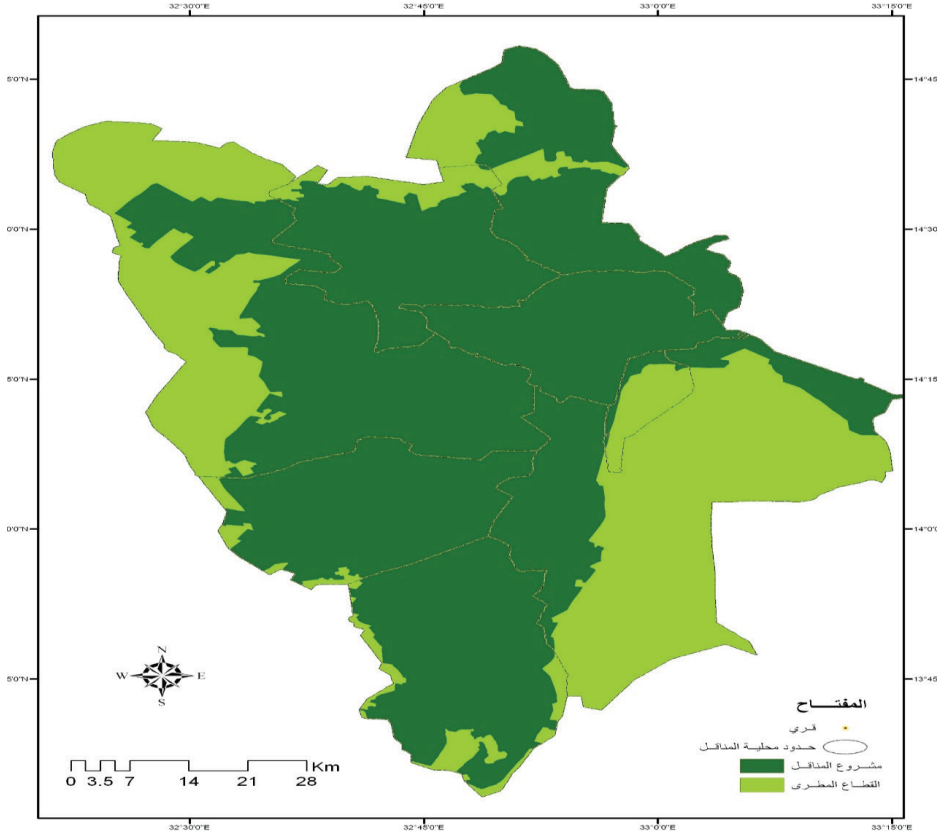 32°30'0"E 32°45'0"E 33°0'0"E 33°15'0"E
5'0"N 14°45'
0'0"N 14°30'
5'0"N 14°15'
0'0"N 14°0'0
5'0"N 13°45'
N
W E
S
المفتـــــاح
قـري
حـدود محليـة المناقـل
مشـروع المناقـل
القطـاع المطـرى
0 3.5 7 14 21 28 Km
32°30'0"E 32°45'0"E 33°0'0"E 33°15'0"E